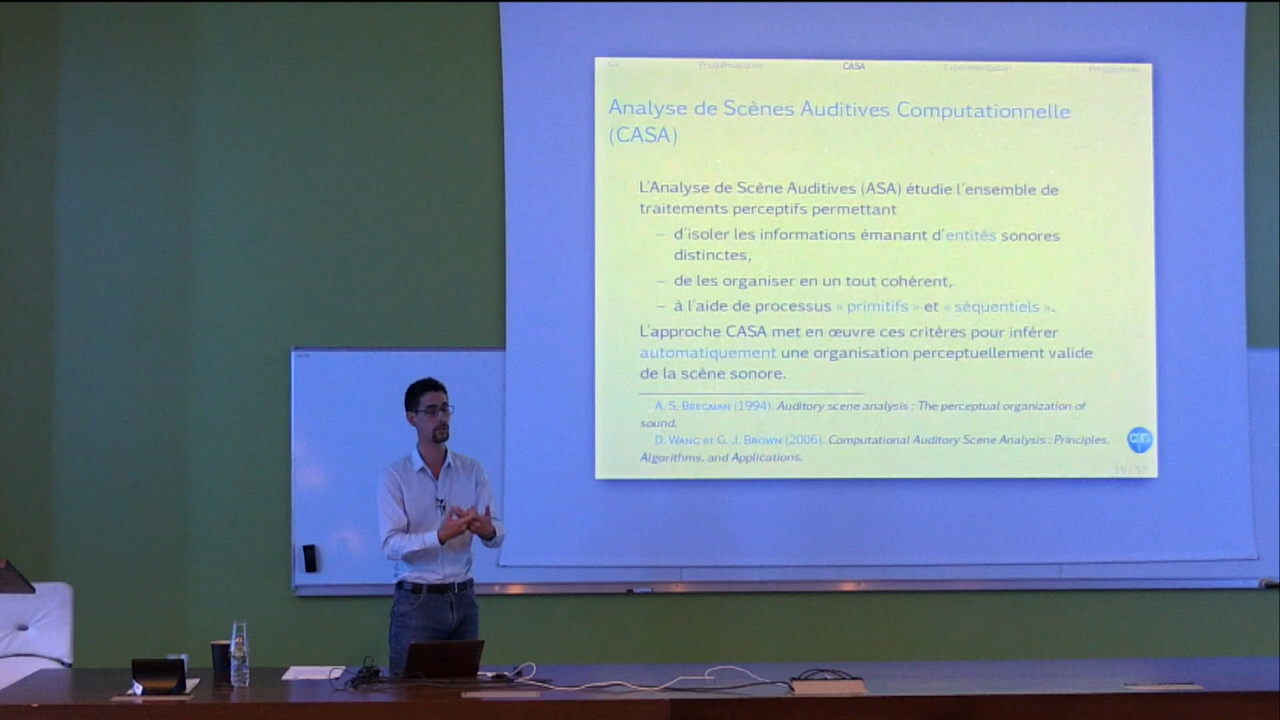 CV Problématique CASA Expérimentation Perspectives
Analyse de Scènes Auditives Computationnelle
(CASA)
L'Analyse de Scène Auditives (ASA) étudie l'ensemble de
traitements perceptifs permettant
– d'isoler les informations émanant d'entités sonores
distinctes,
– de les organiser en un tout cohérent,
– à l'aide de processus « primitifs » et « séquentiels ».
L'approche CASA met en œuvre ces critères pour inférer
automatiquement une organisation perceptuellement valide
de la scène sonore.
A. S. BREGMAN (1994). Auditory scene analysis : The perceptual organization of
sound.
D. WANG et G. J. BROWN (2006). Computational Auditory Scene Analysis : Principles,
Algorithms, and Applications.